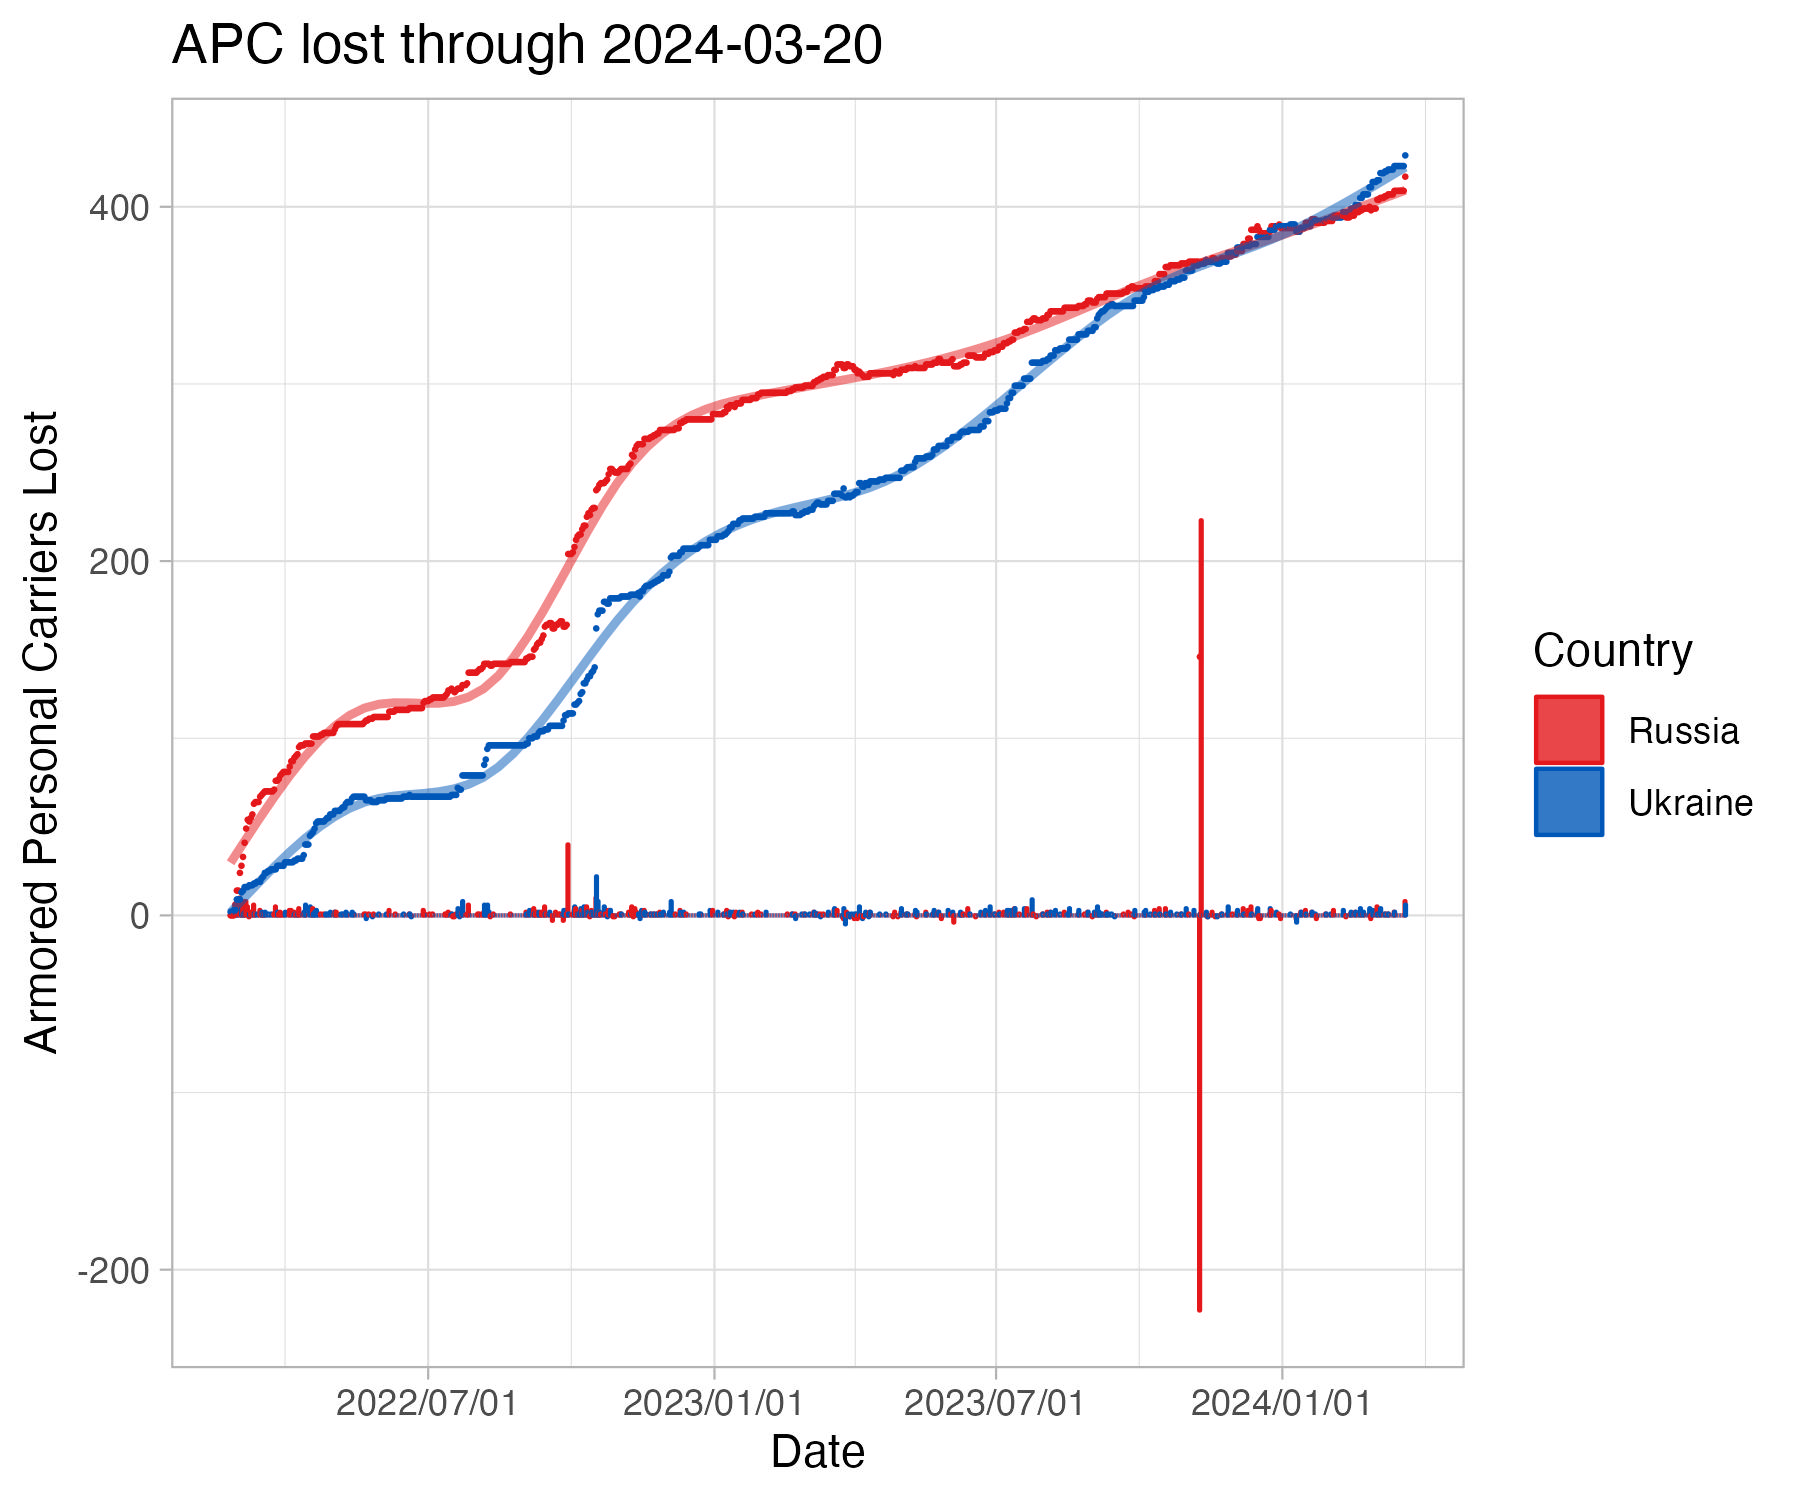 APC lost through 2024-03-20
Armored Personal Carriers Lost
400
200
0
-200
2022/07/01
2023/01/01
2023/07/01
2024/01/01
Date
Country
Russia
Ukraine